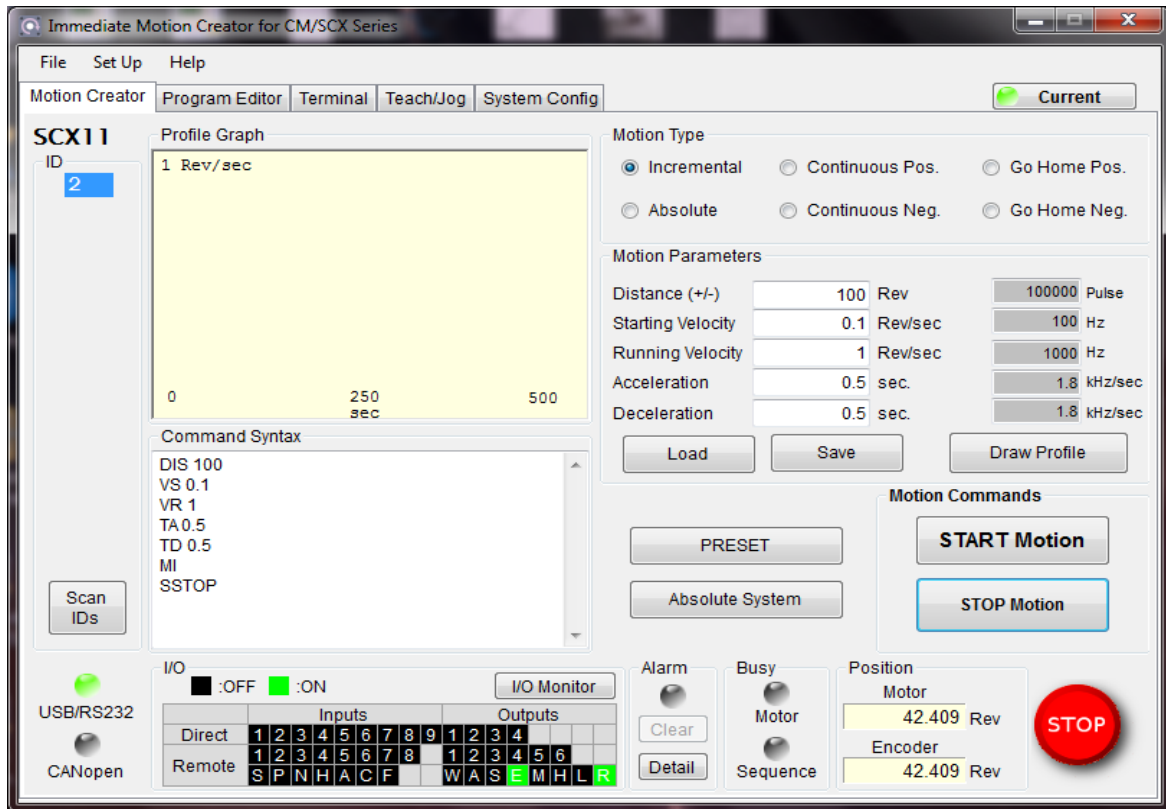 Immediate Motion Creator for CM/SCX Series
File Set Up Help
Motion Creator Program Editor Terminal Teach/Jog System Config
Current
SCX11
ID
2
Scan IDs
Profile Graph
1 Rev/sec
0 250 500
sec
Command Syntax
DIS 100
VS 0.1
VR 1
TA 0.5
TD 0.5
MI
SSTOP
Motion Type
Incremental Continuous Pos. Go Home Pos.
Absolute Continuous Neg. Go Home Neg.
Motion Parameters
Distance (+/-) 100 Rev 100000 Pulse
Starting Velocity 0.1 Rev/sec 100 Hz
Running Velocity 1 Rev/sec 1000 Hz
Acceleration 0.5 sec. 1.8 kHz/sec
Deceleration 0.5 sec. 1.8 kHz/sec
Load Save Draw Profile
PRESET
Absolute System
Motion Commands
START Motion
STOP Motion
USB/RS232
CANopen
I/O
:OFF :ON I/O Monitor
Inputs Outputs
Direct 1 2 3 4 5 6 7 8 9 1 2 3 4
Remote 1 2 3 4 5 6 7 8 1 2 3 4 5 6
S P N H A C F W A S E M H L R
Alarm
Clear
Detail
Busy
Motor
Sequence
Position
Motor
42.409 Rev
Encoder
42.409 Rev
STOP